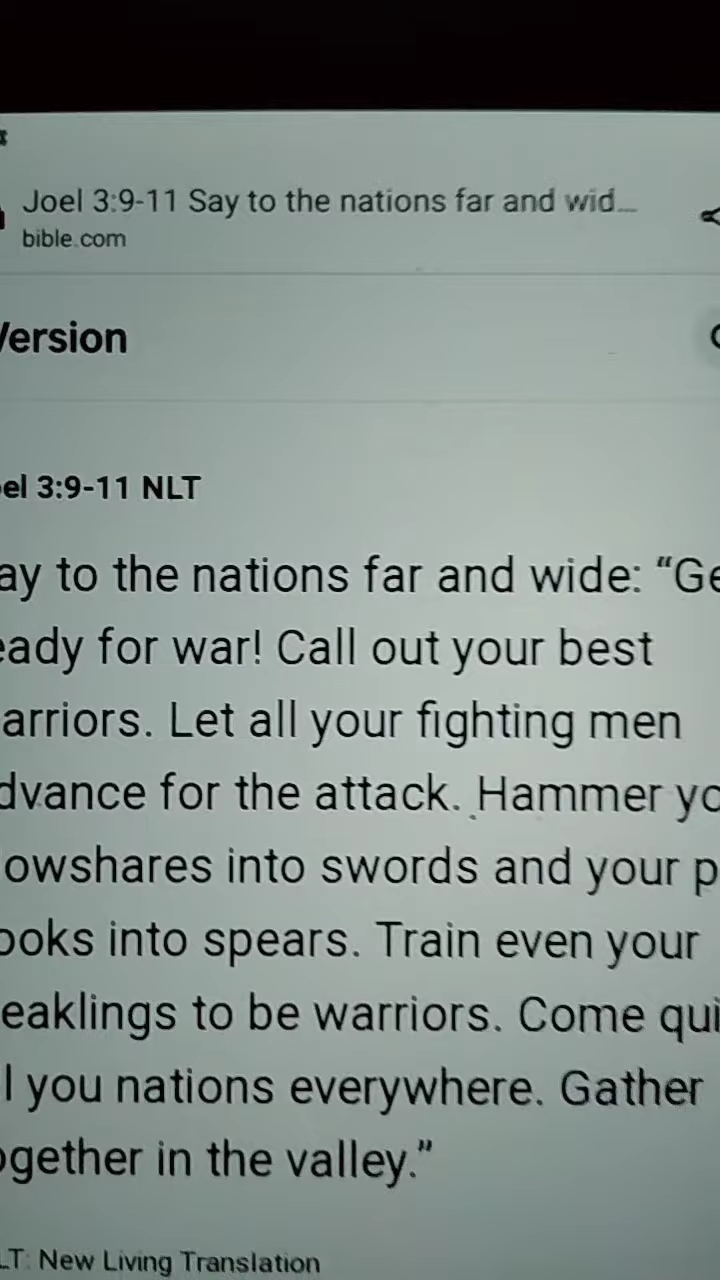 Joel 3:9-11 Say to the nations far and wid...
bible.com
Version
el 3:9-11 NLT
ay to the nations far and wide: “Ge
eady for war! Call out your best
arriors. Let all your fighting men
dvance for the attack. Hammer yo
owshares into swords and your p
ooks into spears. Train even your
eaklings to be warriors. Come qui
l you nations everywhere. Gather
ogether in the valley.”
LT: New Living Translation